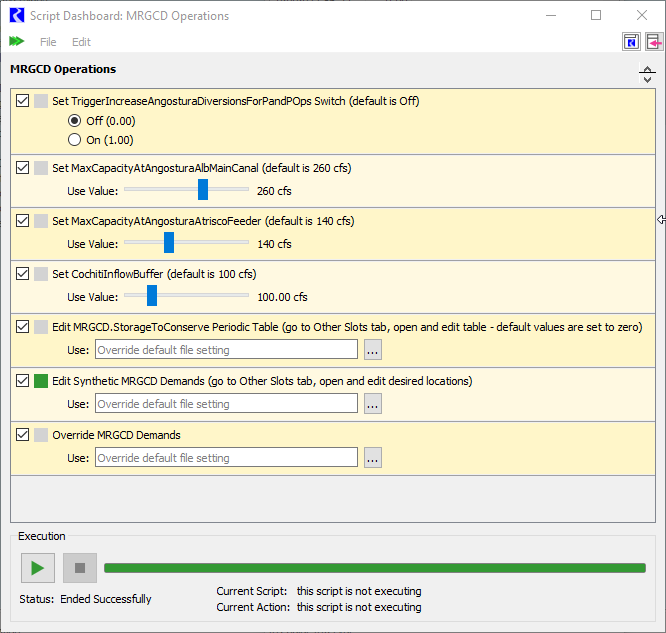 Script Dashboard: MRGCD Operations
File Edit
MRGCD Operations
Set TriggerIncreaseAngosturaDiversionsForPandPOps Switch (default is Off)
Off (0.00)
On (1.00)
Set MaxCapacityAtAngosturaAlbMainCanal (default is 260 cfs)
Use Value: 260 cfs
Set MaxCapacityAtAngosturaAtriscoFeeder (default is 140 cfs)
Use Value: 140 cfs
Set CochitiInflowBuffer (default is 100 cfs)
Use Value: 100.00 cfs
Edit MRGCD.StorageToConserve Periodic Table (go to Other Slots tab, open and edit table - default values are set to zero)
Use: Override default file setting ...
Edit Synthetic MRGCD Demands (go to Other Slots tab, open and edit desired locations)
Use: Override default file setting ...
Override MRGCD Demands
Use: Override default file setting ...
Execution
Status: Ended Successfully
Current Script: this script is not executing
Current Action: this script is not executing